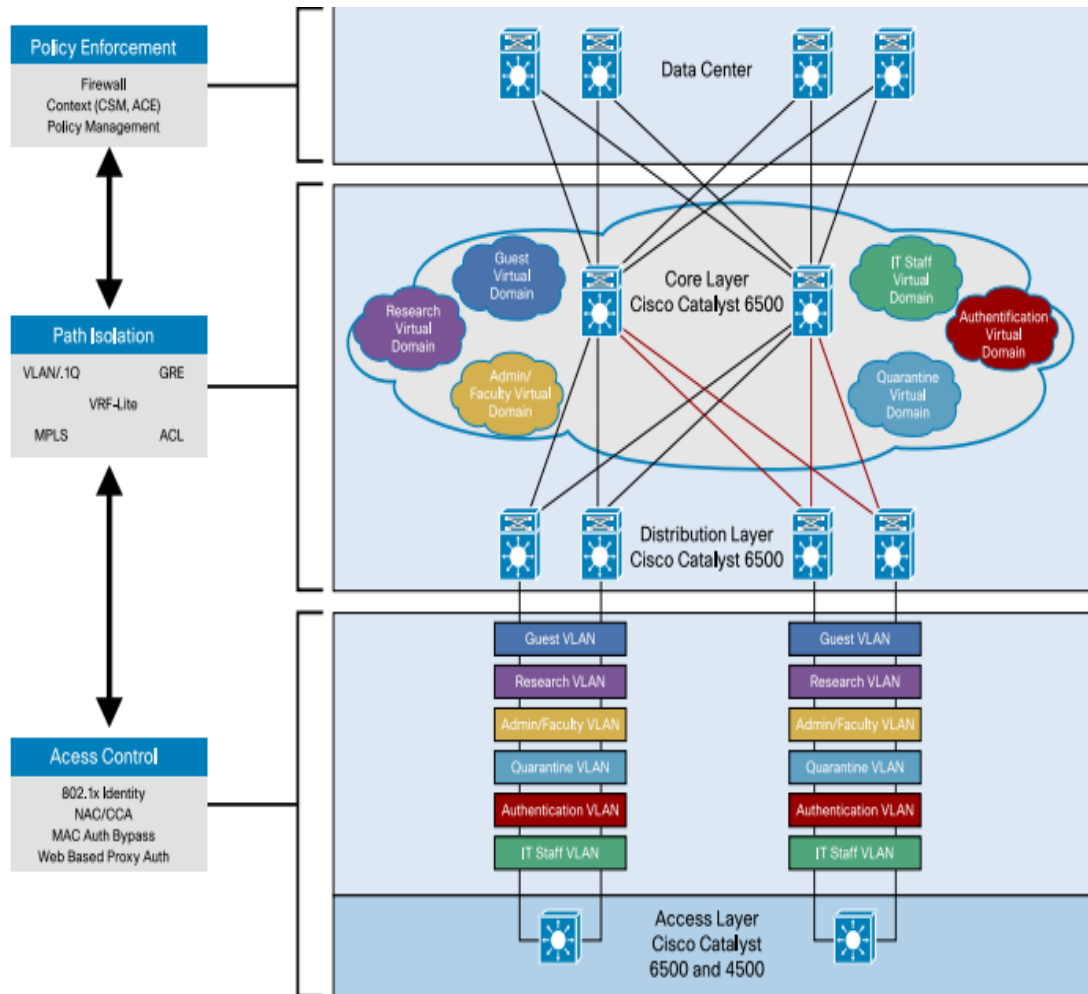 Policy Enforcement
Firewall
Context (CSM, ACE)
Policy Management
Data Center
Path Isolation
VLAN/.1Q
GRE
VRF-Lite
MPLS
ACL
Guest
Virtual
Domain
Research
Virtual
Domain
Admin/
Faculty Virtual
Domain
Core Layer
Cisco Catalyst 6500
IT Staff
Virtual
Domain
Authentification
Virtual
Domain
Quarantine
Virtual
Domain
Distribution Layer
Cisco Catalyst 6500
Acess Control
802.1x Identity
NAC/CCA
MAC Auth Bypass
Web Based Proxy Auth
Guest VLAN
Research VLAN
Admin/Faculty VLAN
Quarantine VLAN
Authentication VLAN
IT Staff VLAN
Guest VLAN
Research VLAN
Admin/Faculty VLAN
Quarantine VLAN
Authentication VLAN
IT Staff VLAN
Access Layer
Cisco Catalyst
6500 and 4500